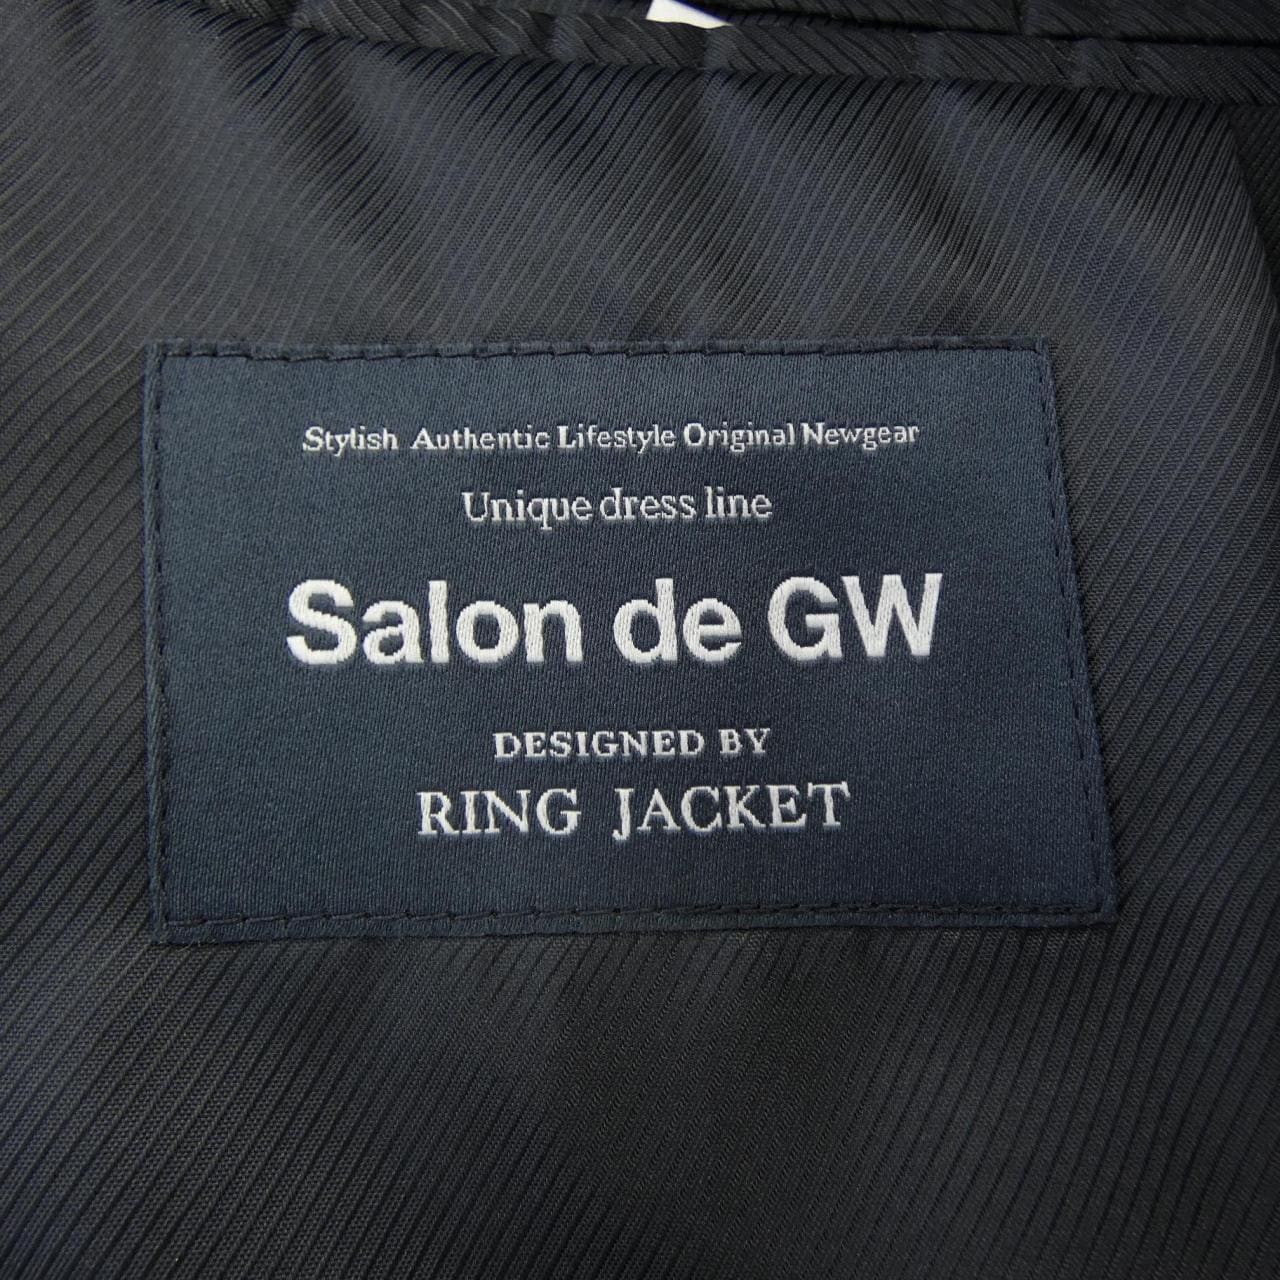 Stylish Authentic Lifestyle Original Newgear
Unique dress line
Salon de GW
DESIGNED BY
RING JACKET